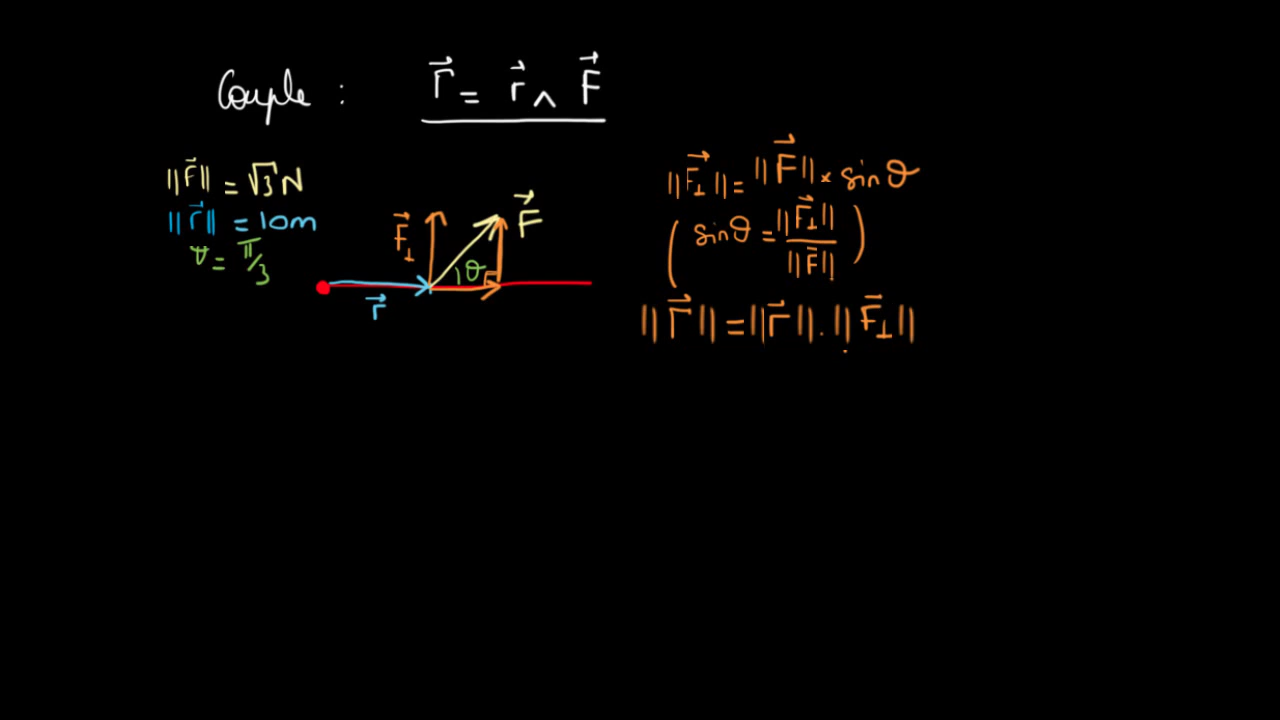 Couple : Γ⃗ = r⃗ ∧ F⃗
||F⃗|| = √3 N
||r⃗|| = 10m
θ = π/3
F⃗⊥
F⃗
θ
r⃗
||F⃗⊥|| = ||F⃗|| × sin θ
( sin θ = ||F⃗⊥|| / ||F⃗|| )
||Γ⃗|| = ||r⃗|| . ||F⃗⊥||